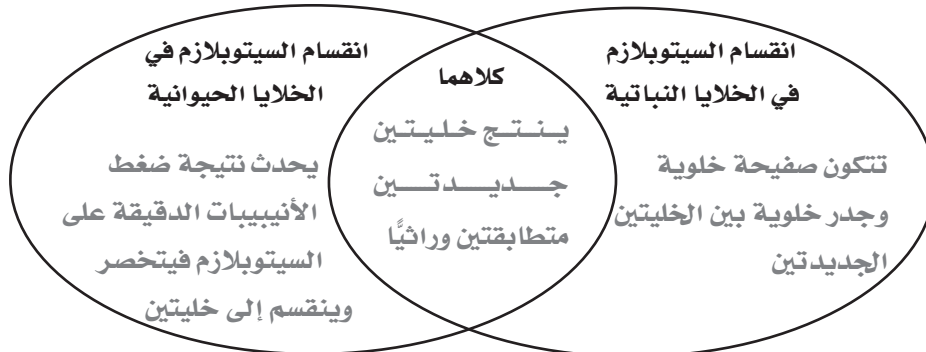 انقسام السيتوبلازم
في الخلايا النباتية
تتكون صفيحة خلوية
وجدر خلوية بين الخليتين
الجديدتين
كلاهما
ينتج خليتين
جديدتين
متطابقتين وراثيًّا
انقسام السيتوبلازم في
الخلايا الحيوانية
يحدث نتيجة ضغط
الأنيبيبات الدقيقة على
السيتوبلازم فيتخصر
وينقسم إلى خليتين